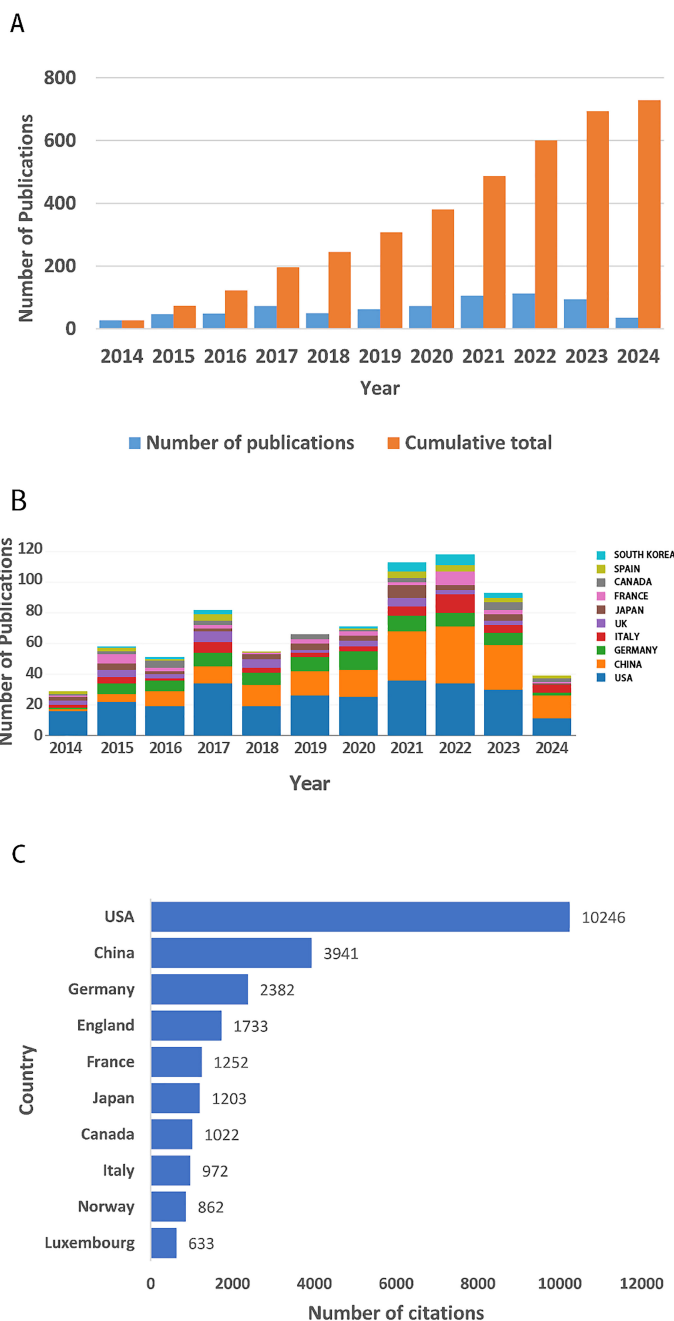 A
800
600
400
200
0
Number of Publications
2014 2015 2016 2017 2018 2019 2020 2021 2022 2023 2024
Year
Number of publications Cumulative total
B
120
100
80
60
40
20
0
Number of Publications
2014 2015 2016 2017 2018 2019 2020 2021 2022 2023 2024
Year
SOUTH KOREA
SPAIN
CANADA
FRANCE
JAPAN
UK
ITALY
GERMANY
CHINA
USA
C
Country
USA 10246
China 3941
Germany 2382
England 1733
France 1252
Japan 1203
Canada 1022
Italy 972
Norway 862
Luxembourg 633
0 2000 4000 6000 8000 10000 12000
Number of citations